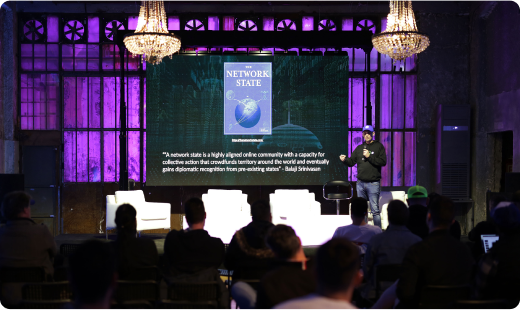 NETWORK
STATE
"A network state is a highly aligned online community with a capacity for
collective action that crowdfunds territory around the world and eventually
gains diplomatic recognition from pre-existing states" - Balaji Srinivasan